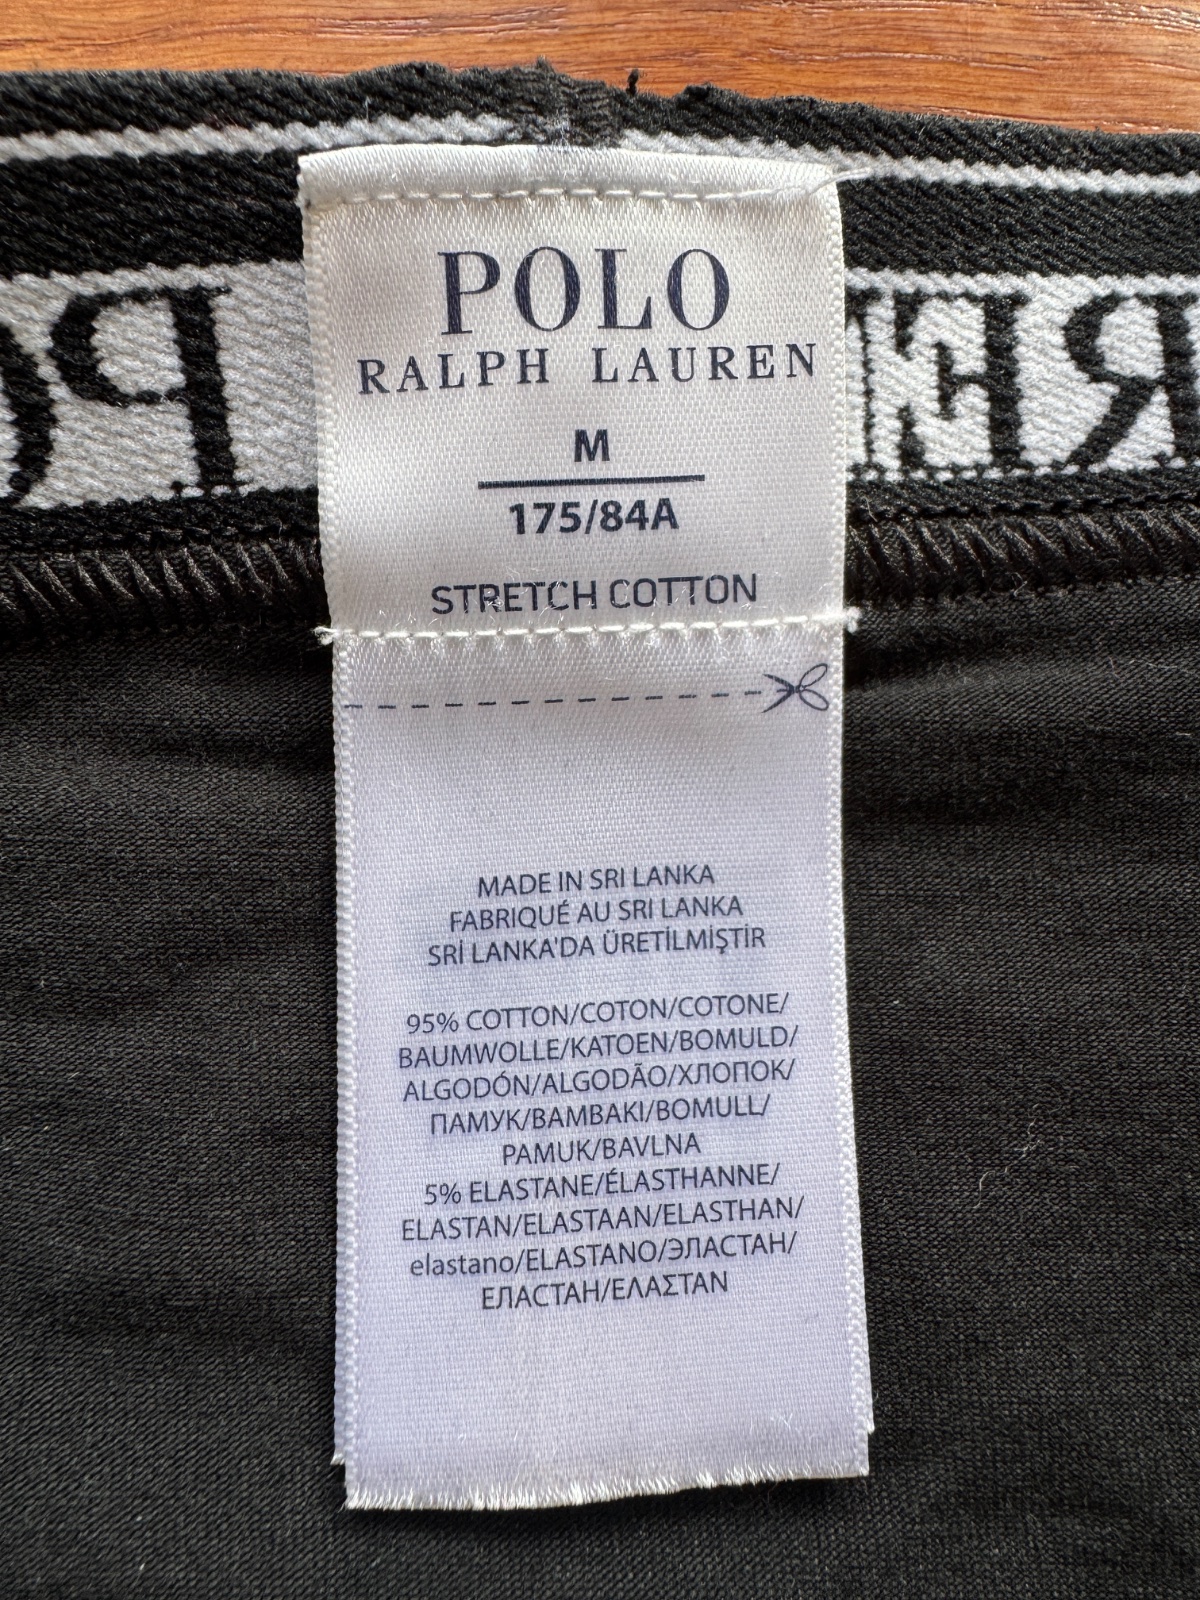 POLO
RALPH LAUREN
M
175/84A
STRETCH COTTON
MADE IN SRI LANKA
FABRIQUÉ AU SRI LANKA
SRİ LANKA'DA ÜRETİLMİŞTİR
95% COTTON/COTON/COTONE/
BAUMWOLLE/KATOEN/BOMULD/
ALGODÓN/ALGODÃO/ХЛОПОК/
ПАМУК/ΒΑΜΒΑΚΙ/BOMULL/
PAMUK/BAVLNA
5% ELASTANE/ÉLASTHANNE/
ELASTAN/ELASTAAN/ELASTHAN/
elastano/ELASTANO/ЭЛАСТАН/
ЕЛАСТАН/ΕΛΑΣΤΑΝ